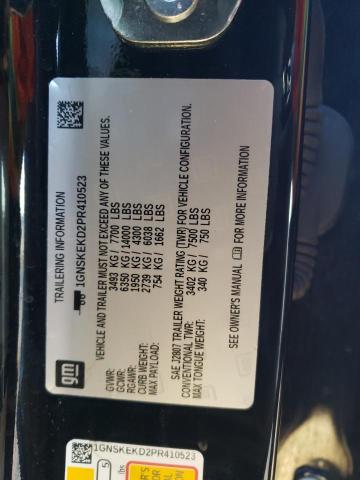 TRAILERING INFORMATION
1GNSKEKD2PR410523
VEHICLE AND TRAILER MUST NOT EXCEED ANY OF THESE VALUES.
GVWR: 3493 KG / 7700 LBS
GCWR: 6350 KG / 14000 LBS
RGAWR: 1950 KG / 4300 LBS
CURB WEIGHT: 2739 KG / 6038 LBS
MAX PAYLOAD: 754 KG / 1662 LBS
SAE J2807 TRAILER WEIGHT RATING (TWR) FOR VEHICLE CONFIGURATION.
CONVENTIONAL TWR: 3402 KG / 7500 LBS
MAX TONGUE WEIGHT: 340 KG / 750 LBS
SEE OWNER'S MANUAL FOR MORE INFORMATION
gm
1GNSKEKD2PR410523
5
lbs